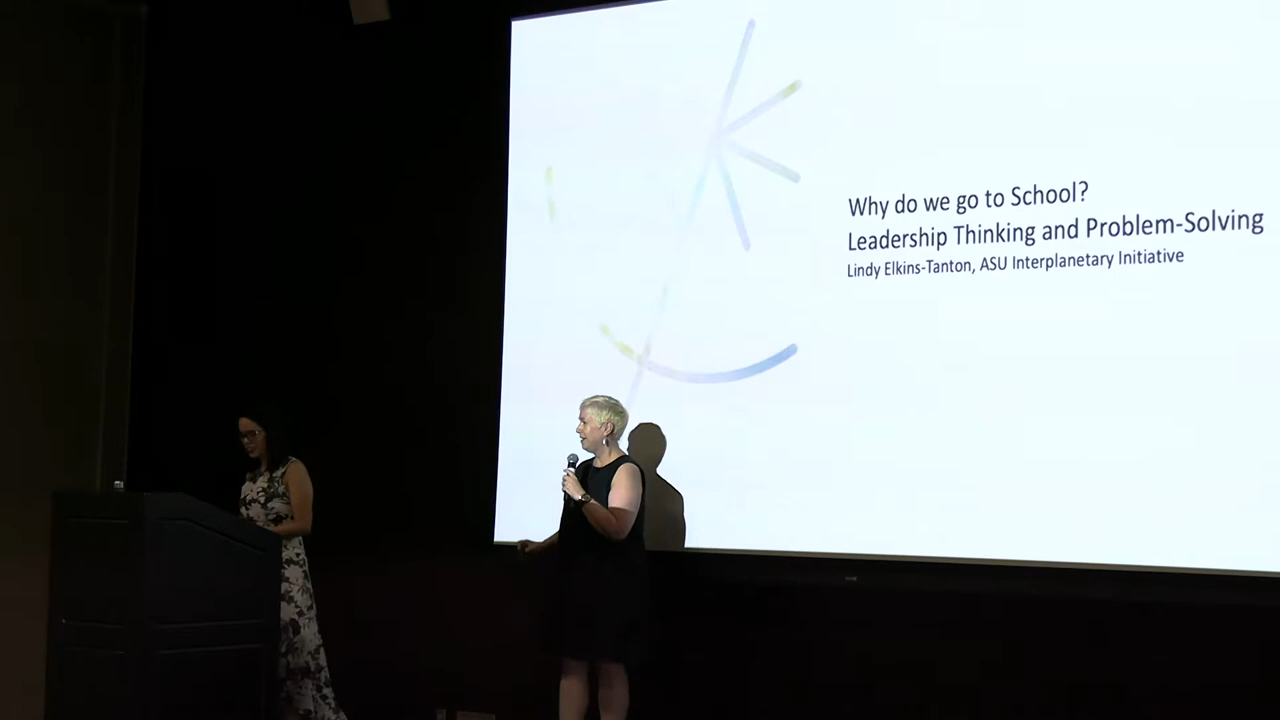 Why do we go to School?
Leadership Thinking and Problem-Solving
Lindy Elkins-Tanton, ASU Interplanetary Initiative